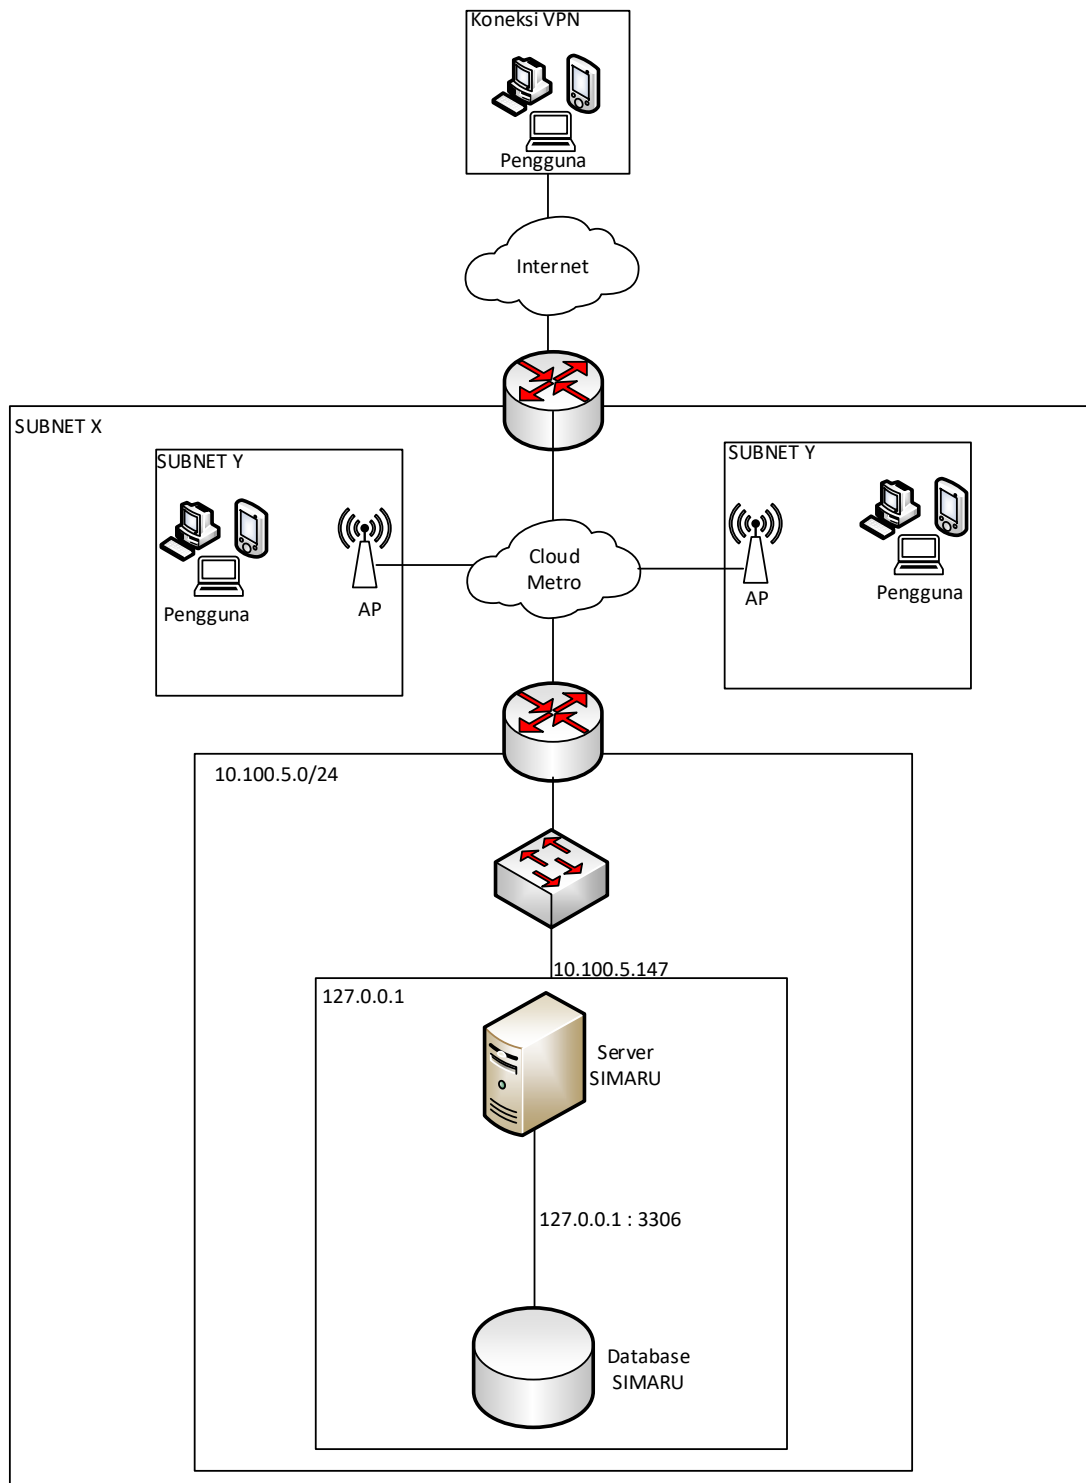 Koneksi VPN
Pengguna
Internet
SUBNET X
SUBNET Y
Pengguna
AP
Cloud
Metro
SUBNET Y
AP
Pengguna
10.100.5.0/24
10.100.5.147
127.0.0.1
Server
SIMARU
127.0.0.1 : 3306
Database
SIMARU